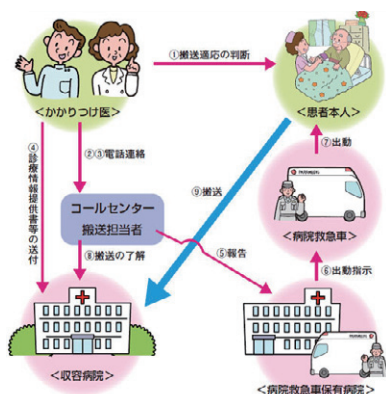 ①搬送適応の判断
<かかりつけ医>
<患者本人>
④診療情報提供書等の送付
②③電話連絡
⑦出動
⑨搬送
コールセンター
搬送担当者
<病院救急車>
⑧搬送の了解
⑤報告
⑥出動指示
<収容病院>
<病院救急車保有病院>